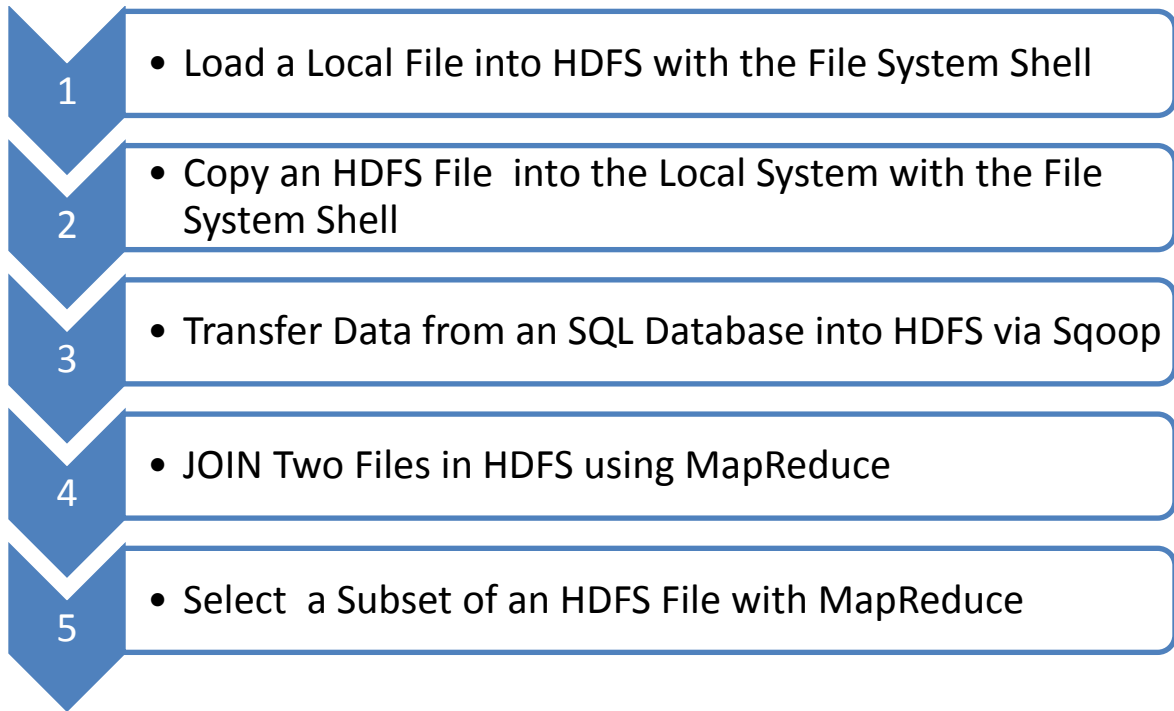 1
• Load a Local File into HDFS with the File System Shell
2
• Copy an HDFS File  into the Local System with the File
System Shell
3
• Transfer Data from an SQL Database into HDFS via Sqoop
4
• JOIN Two Files in HDFS using MapReduce
5
• Select  a Subset of an HDFS File with MapReduce